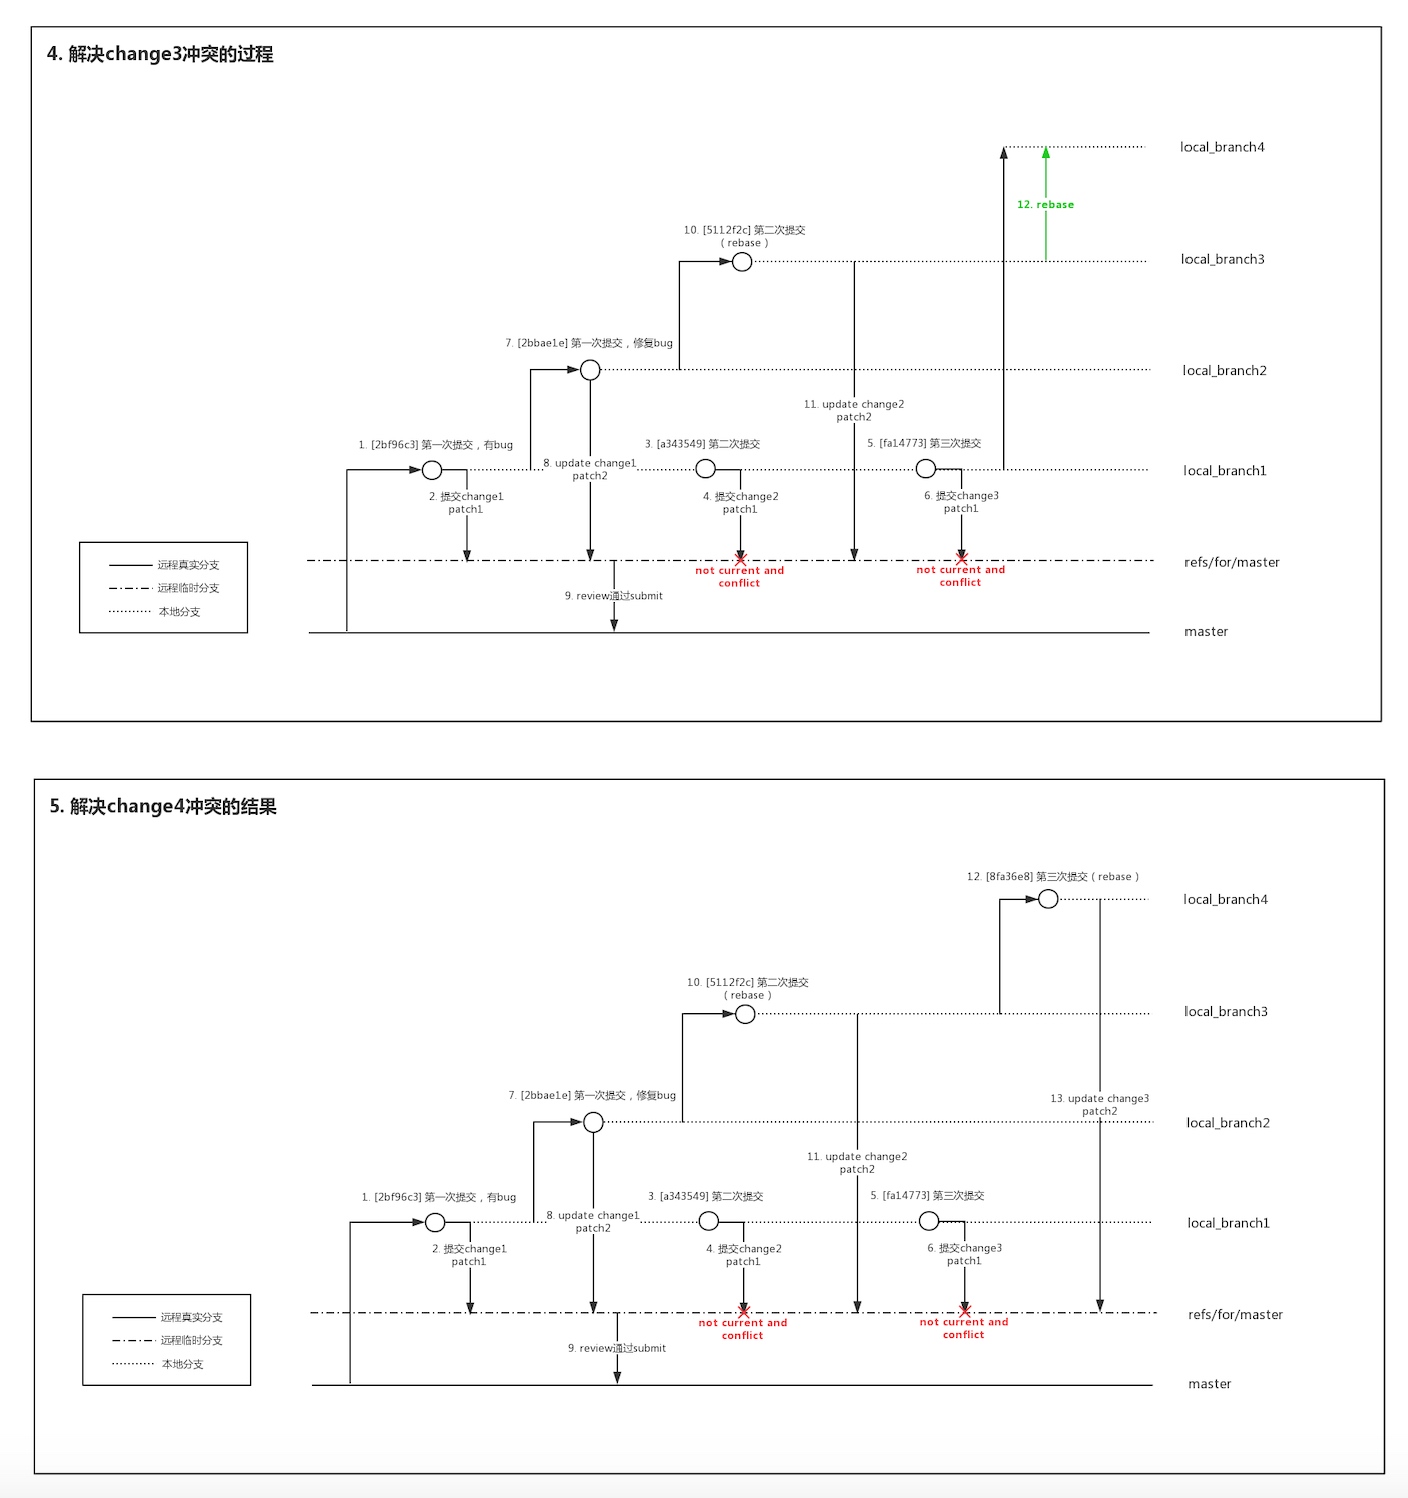 4. 解决change3冲突的过程
local_branch4
12. rebase
10. [5112f2c] 第二次提交
（rebase）
local_branch3
7. [2bbae1e] 第一次提交，修复bug
local_branch2
11. update change2
patch2
1. [2bf96c3] 第一次提交，有bug
3. [a343549] 第二次提交
5. [fa14773] 第三次提交
8. update change1
patch2
local_branch1
2. 提交change1
patch1
4. 提交change2
patch1
6. 提交change3
patch1
远程真实分支
远程临时分支
本地分支
refs/for/master
not current and
conflict
not current and
conflict
9. review通过submit
master
5. 解决change4冲突的结果
12. [8fa36e8] 第三次提交（rebase）
local_branch4
10. [5112f2c] 第二次提交
（rebase）
local_branch3
7. [2bbae1e] 第一次提交，修复bug
13. update change3
patch2
local_branch2
11. update change2
patch2
1. [2bf96c3] 第一次提交，有bug
3. [a343549] 第二次提交
5. [fa14773] 第三次提交
8. update change1
patch2
local_branch1
2. 提交change1
patch1
4. 提交change2
patch1
6. 提交change3
patch1
远程真实分支
远程临时分支
本地分支
refs/for/master
not current and
conflict
not current and
conflict
9. review通过submit
master